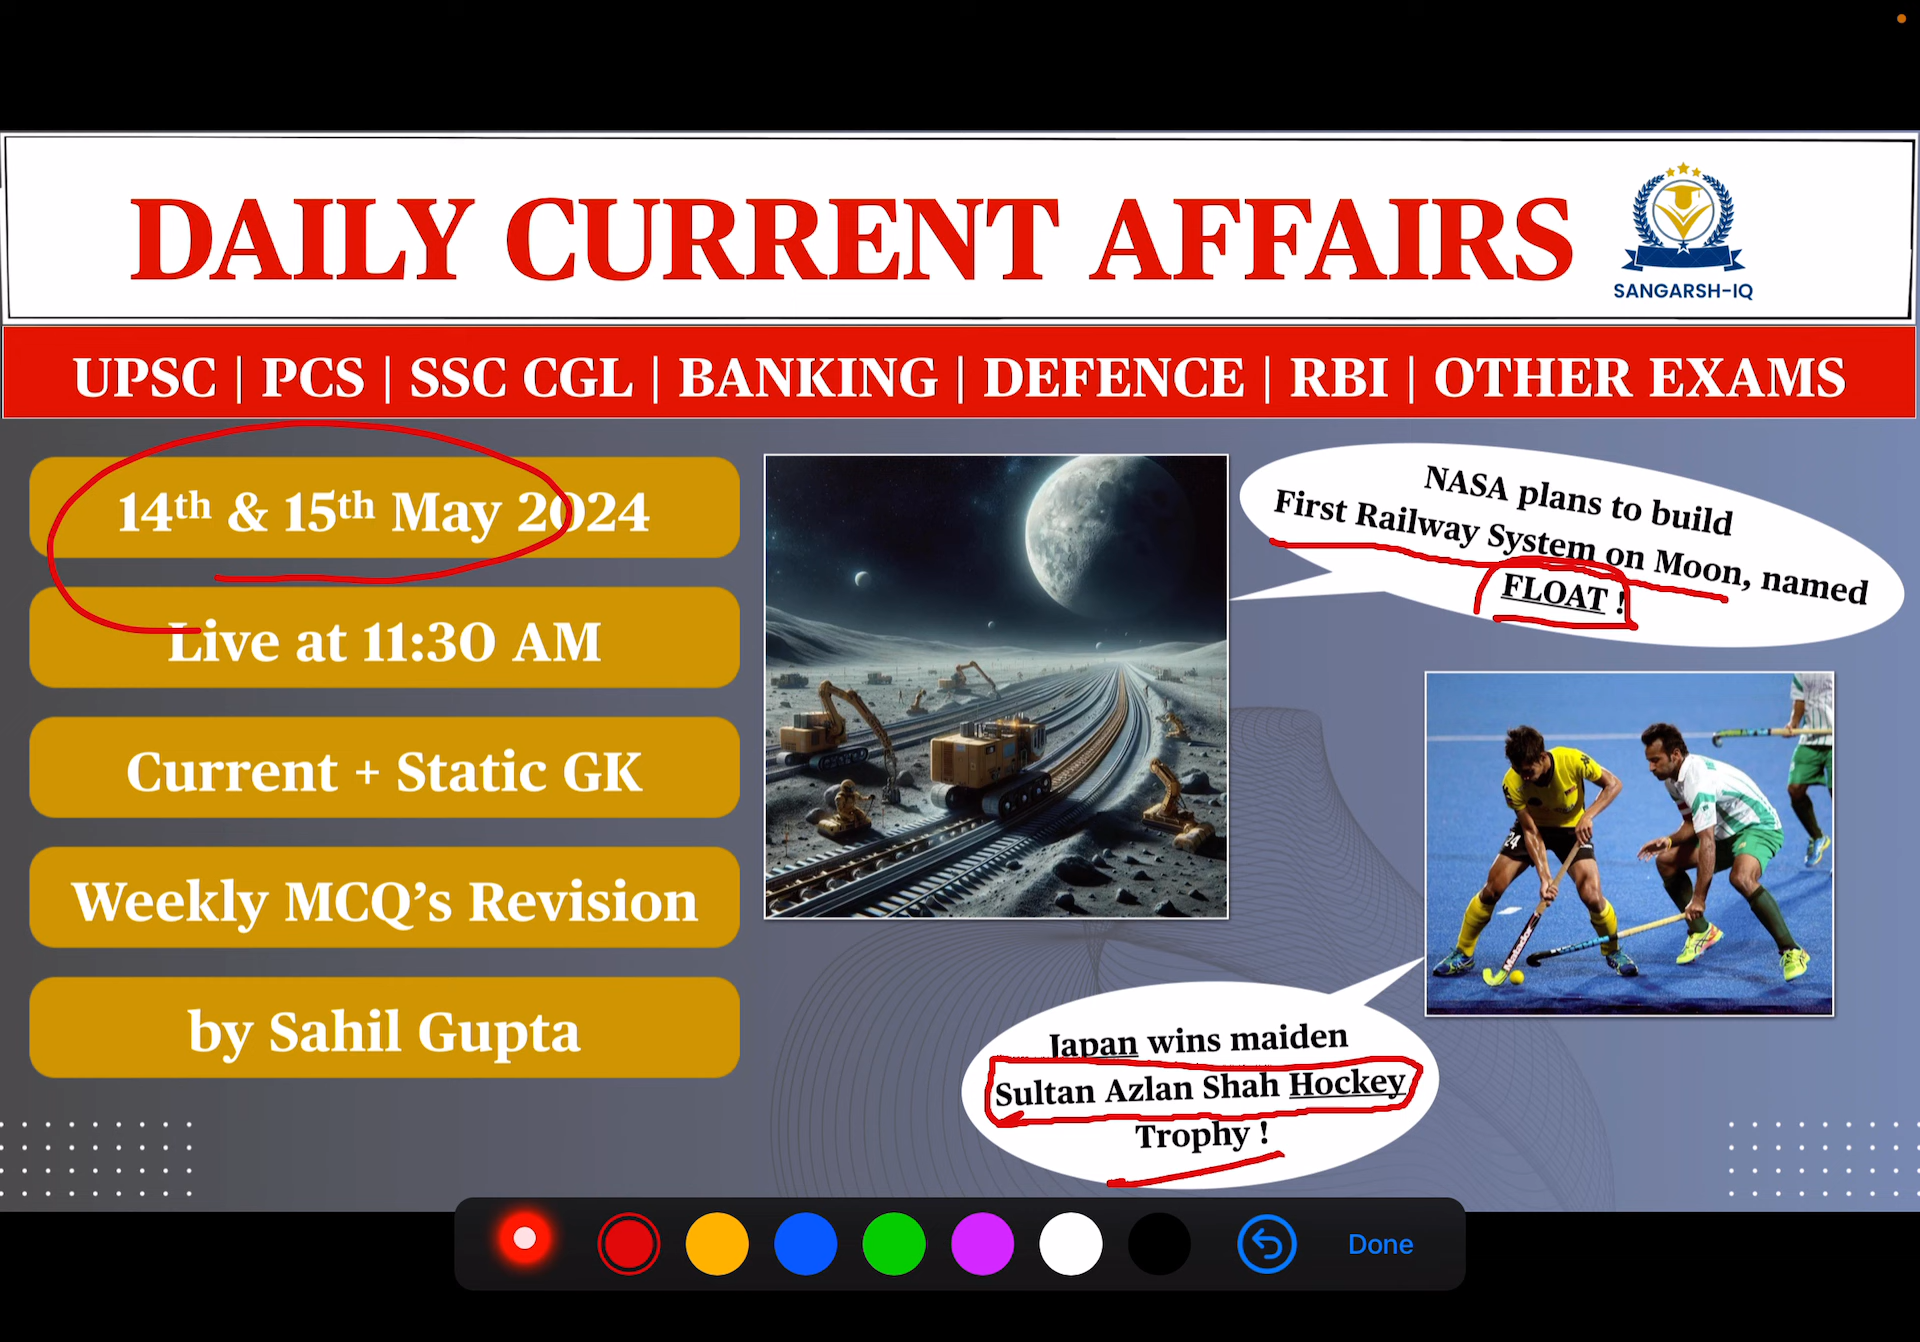 DAILY CURRENT AFFAIRS
SANGARSH-IQ
UPSC | PCS | SSC CGL | BANKING | DEFENCE | RBI | OTHER EXAMS
14th & 15th May 2024
Live at 11:30 AM
Current + Static GK
Weekly MCQ’s Revision
by Sahil Gupta
NASA plans to build
First Railway System on Moon, named
FLOAT !
Japan wins maiden
Sultan Azlan Shah Hockey
Trophy !
Done